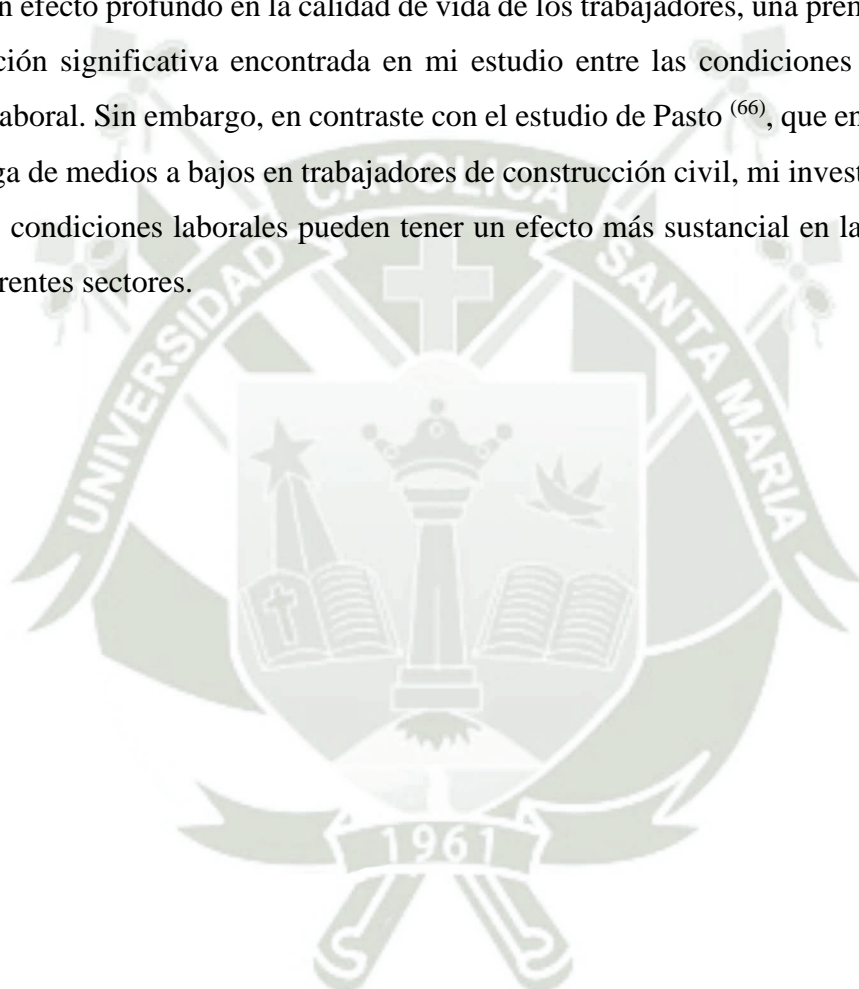 n efecto profundo en la calidad de vida de los trabajadores, una pren
ción significativa encontrada en mi estudio entre las condiciones
aboral. Sin embargo, en contraste con el estudio de Pasto (66), que en
ga de medios a bajos en trabajadores de construcción civil, mi invest
condiciones laborales pueden tener un efecto más sustancial en la
rentes sectores.
UNIVERSIDAD CATOLICA SANTA MARIA
1961